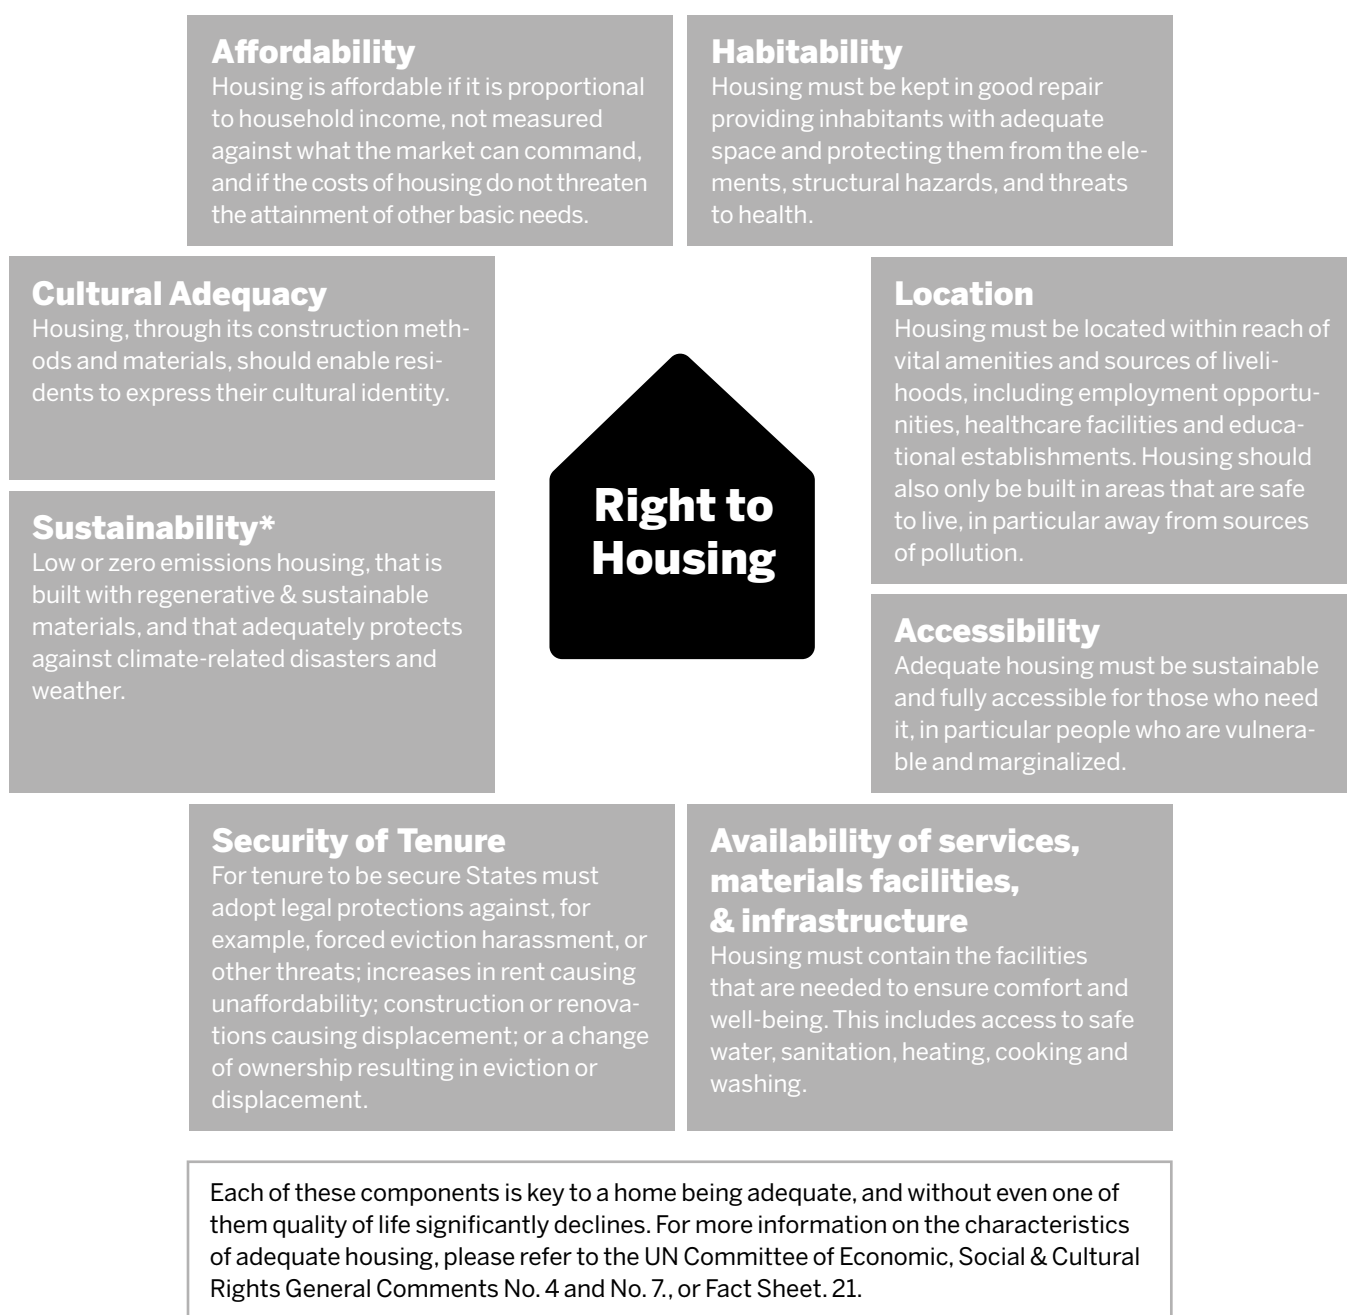 Affordability
Housing is affordable if it is proportional
to household income, not measured
against what the market can command,
and if the costs of housing do not threaten
the attainment of other basic needs.
Habitability
Housing must be kept in good repair
providing inhabitants with adequate
space and protecting them from the ele-
ments, structural hazards, and threats
to health.
Cultural Adequacy
Housing, through its construction meth-
ods and materials, should enable resi-
dents to express their cultural identity.
Location
Housing must be located within reach of
vital amenities and sources of liveli-
hoods, including employment opportu-
nities, healthcare facilities and educa-
tional establishments. Housing should
also only be built in areas that are safe
to live, in particular away from sources
of pollution.
Right to
Housing
Sustainability*
Low or zero emissions housing, that is
built with regenerative & sustainable
materials, and that adequately protects
against climate-related disasters and
weather.
Accessibility
Adequate housing must be sustainable
and fully accessible for those who need
it, in particular people who are vulnera-
ble and marginalized.
Security of Tenure
For tenure to be secure States must
adopt legal protections against, for
example, forced eviction harassment, or
other threats; increases in rent causing
unaffordability; construction or renova-
tions causing displacement; or a change
of ownership resulting in eviction or
displacement.
Availability of services,
materials facilities,
& infrastructure
Housing must contain the facilities
that are needed to ensure comfort and
well-being. This includes access to safe
water, sanitation, heating, cooking and
washing.
Each of these components is key to a home being adequate, and without even one of
them quality of life significantly declines. For more information on the characteristics
of adequate housing, please refer to the UN Committee of Economic, Social & Cultural
Rights General Comments No. 4 and No. 7., or Fact Sheet. 21.